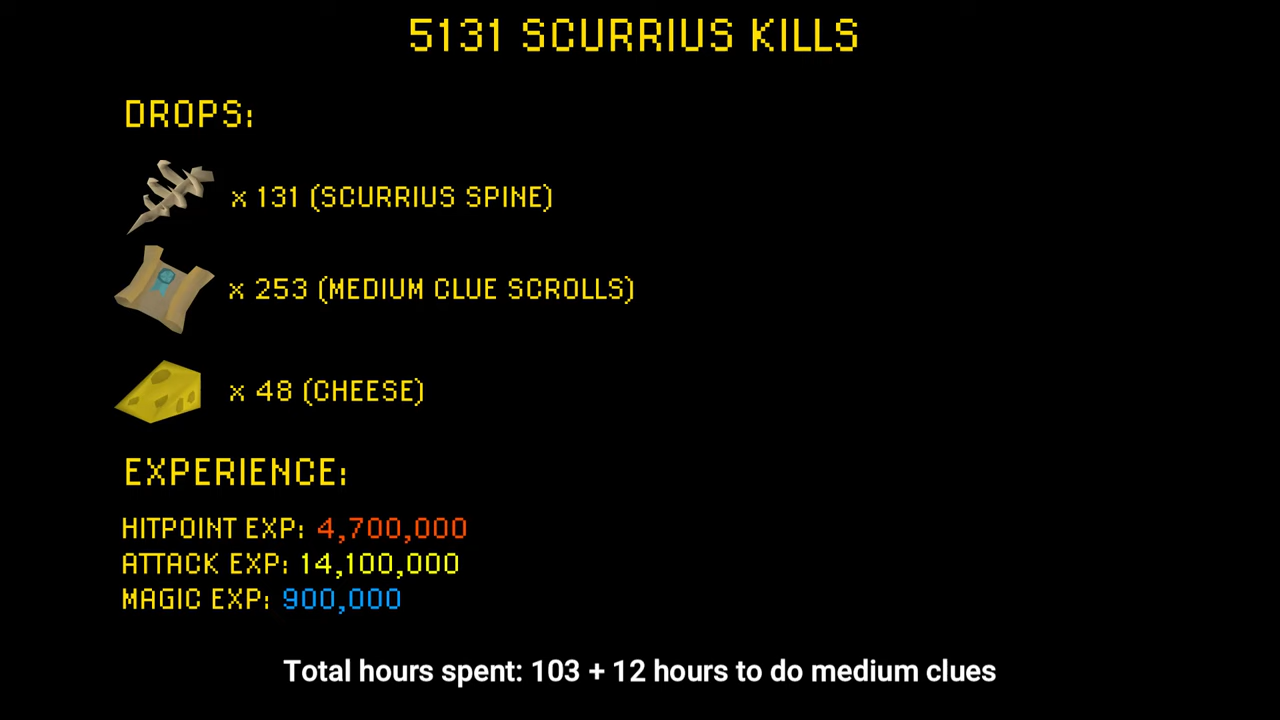 5131 SCURRIUS KILLS
DROPS:
x 131 (SCURRIUS SPINE)
x 253 (MEDIUM CLUE SCROLLS)
x 48 (CHEESE)
EXPERIENCE:
HITPOINT EXP: 4,700,000
ATTACK EXP: 14,100,000
MAGIC EXP: 900,000
Total hours spent: 103 + 12 hours to do medium clues